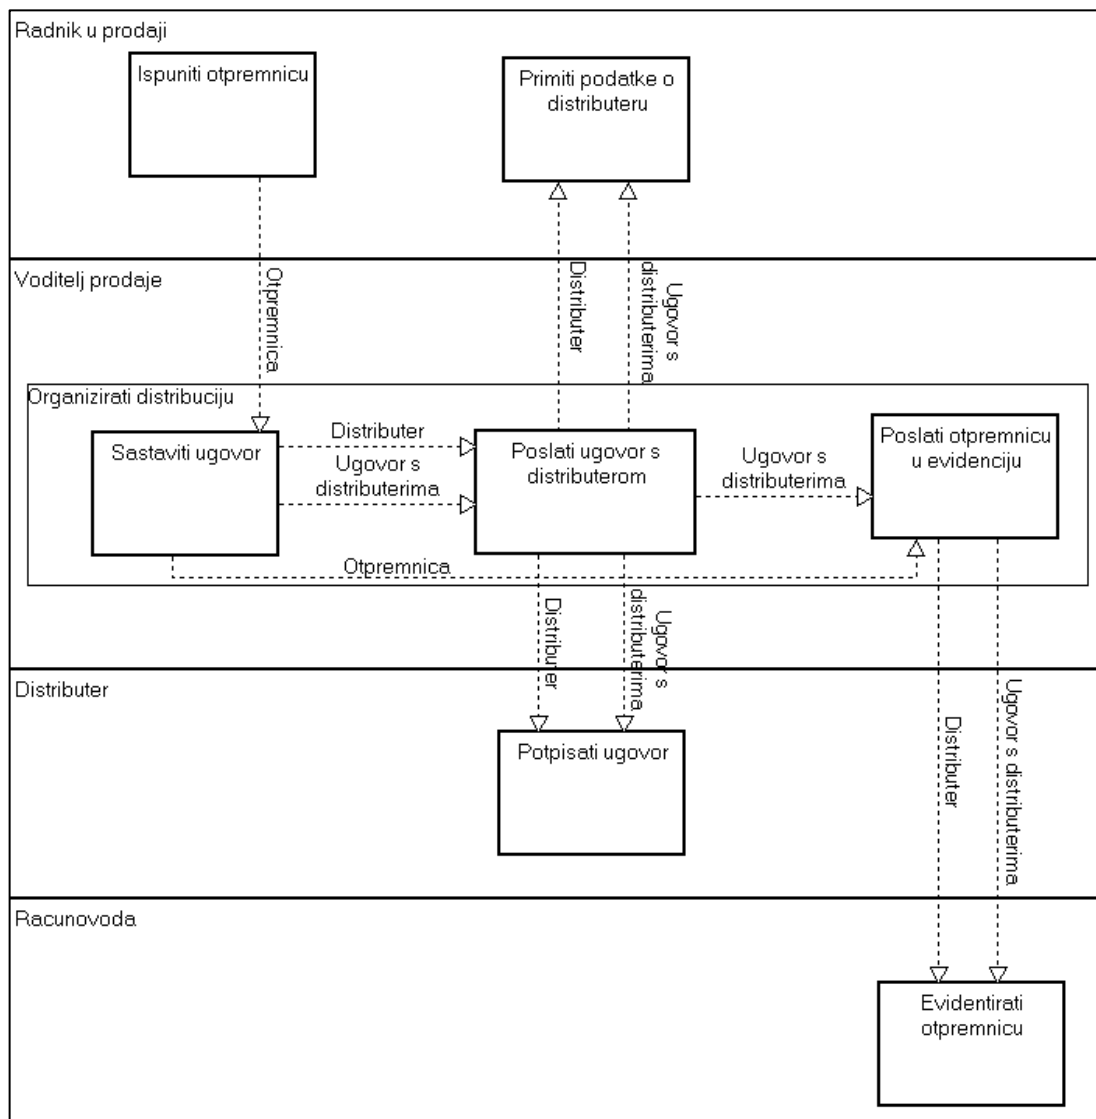 Radnik u prodaji
Ispuniti otpremnicu
Primiti podatke o
distributeru
Voditelj prodaje
Otpremnica
Distributer
Ugovor s
distributerima
Organizirati distribuciju
Sastaviti ugovor
Distributer
Ugovor s
distributerima
Poslati ugovor s
distributerom
Ugovor s
distributerima
Poslati otpremnicu
u evidenciju
Otpremnica
Distributer
Ugovor s
distributerima
Distributer
Potpisati ugovor
Distributer
Ugovor s distributerima
Racunovoda
Evidentirati
otpremnicu